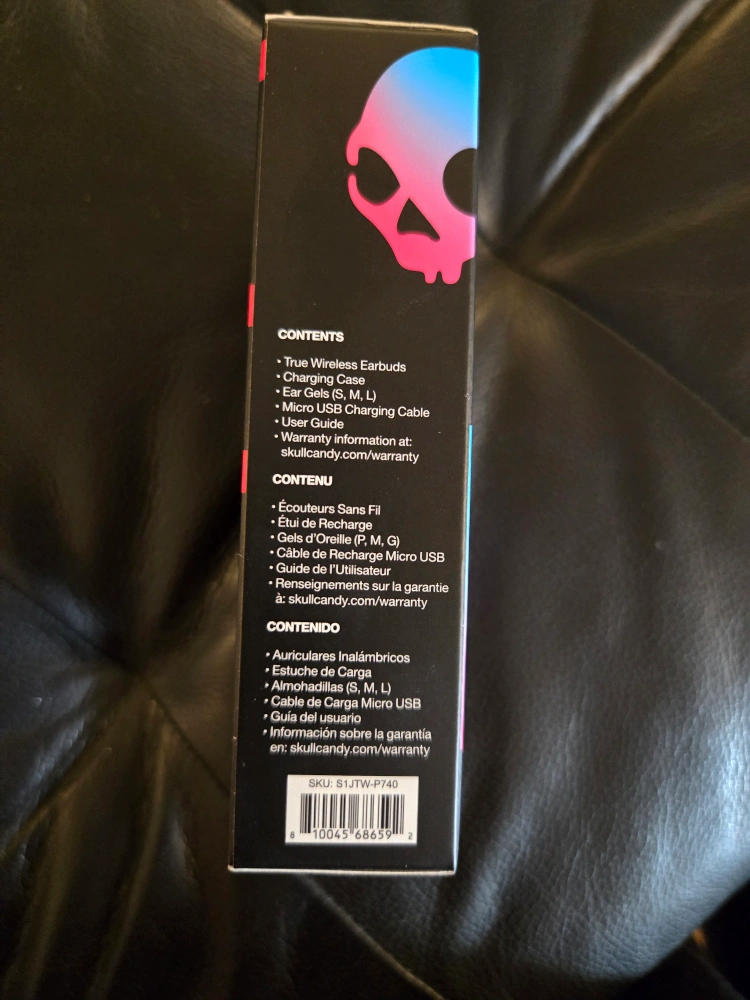 CONTENTS
• True Wireless Earbuds
• Charging Case
• Ear Gels (S, M, L)
• Micro USB Charging Cable
• User Guide
• Warranty information at:
skullcandy.com/warranty
CONTENU
• Écouteurs Sans Fil
• Étui de Recharge
• Gels d'Oreille (P, M, G)
• Câble de Recharge Micro USB
• Guide de l'Utilisateur
• Renseignements sur la garantie
à: skullcandy.com/warranty
CONTENIDO
• Auriculares Inalámbricos
• Estuche de Carga
• Almohadillas (S, M, L)
• Cable de Carga Micro USB
• Guía del usuario
• Información sobre la garantía
en: skullcandy.com/warranty
SKU: S1JTW-P740
8 10045 68659 2